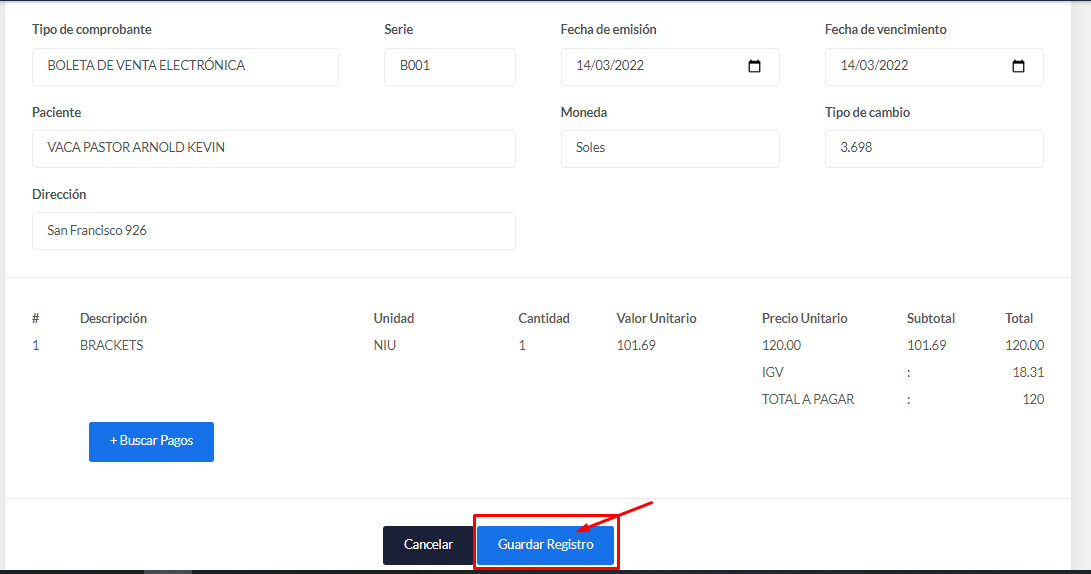 Tipo de comprobante Serie Fecha de emisión Fecha de vencimiento
BOLETA DE VENTA ELECTRÓNICA B001 14/03/2022 14/03/2022
Paciente Moneda Tipo de cambio
VACA PASTOR ARNOLD KEVIN Soles 3.698
Dirección
San Francisco 926
# Descripción Unidad Cantidad Valor Unitario Precio Unitario Subtotal Total
1 BRACKETS NIU 1 101.69 120.00 101.69 120.00
IGV : 18.31
TOTAL A PAGAR : 120
+ Buscar Pagos
Cancelar Guardar Registro